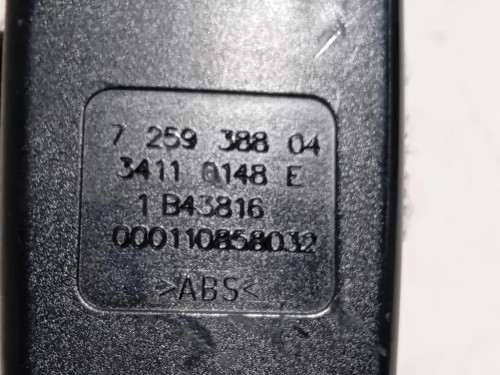 7 259 388 04
3411 0148 E
1 B43816
000110858032
>ABS<